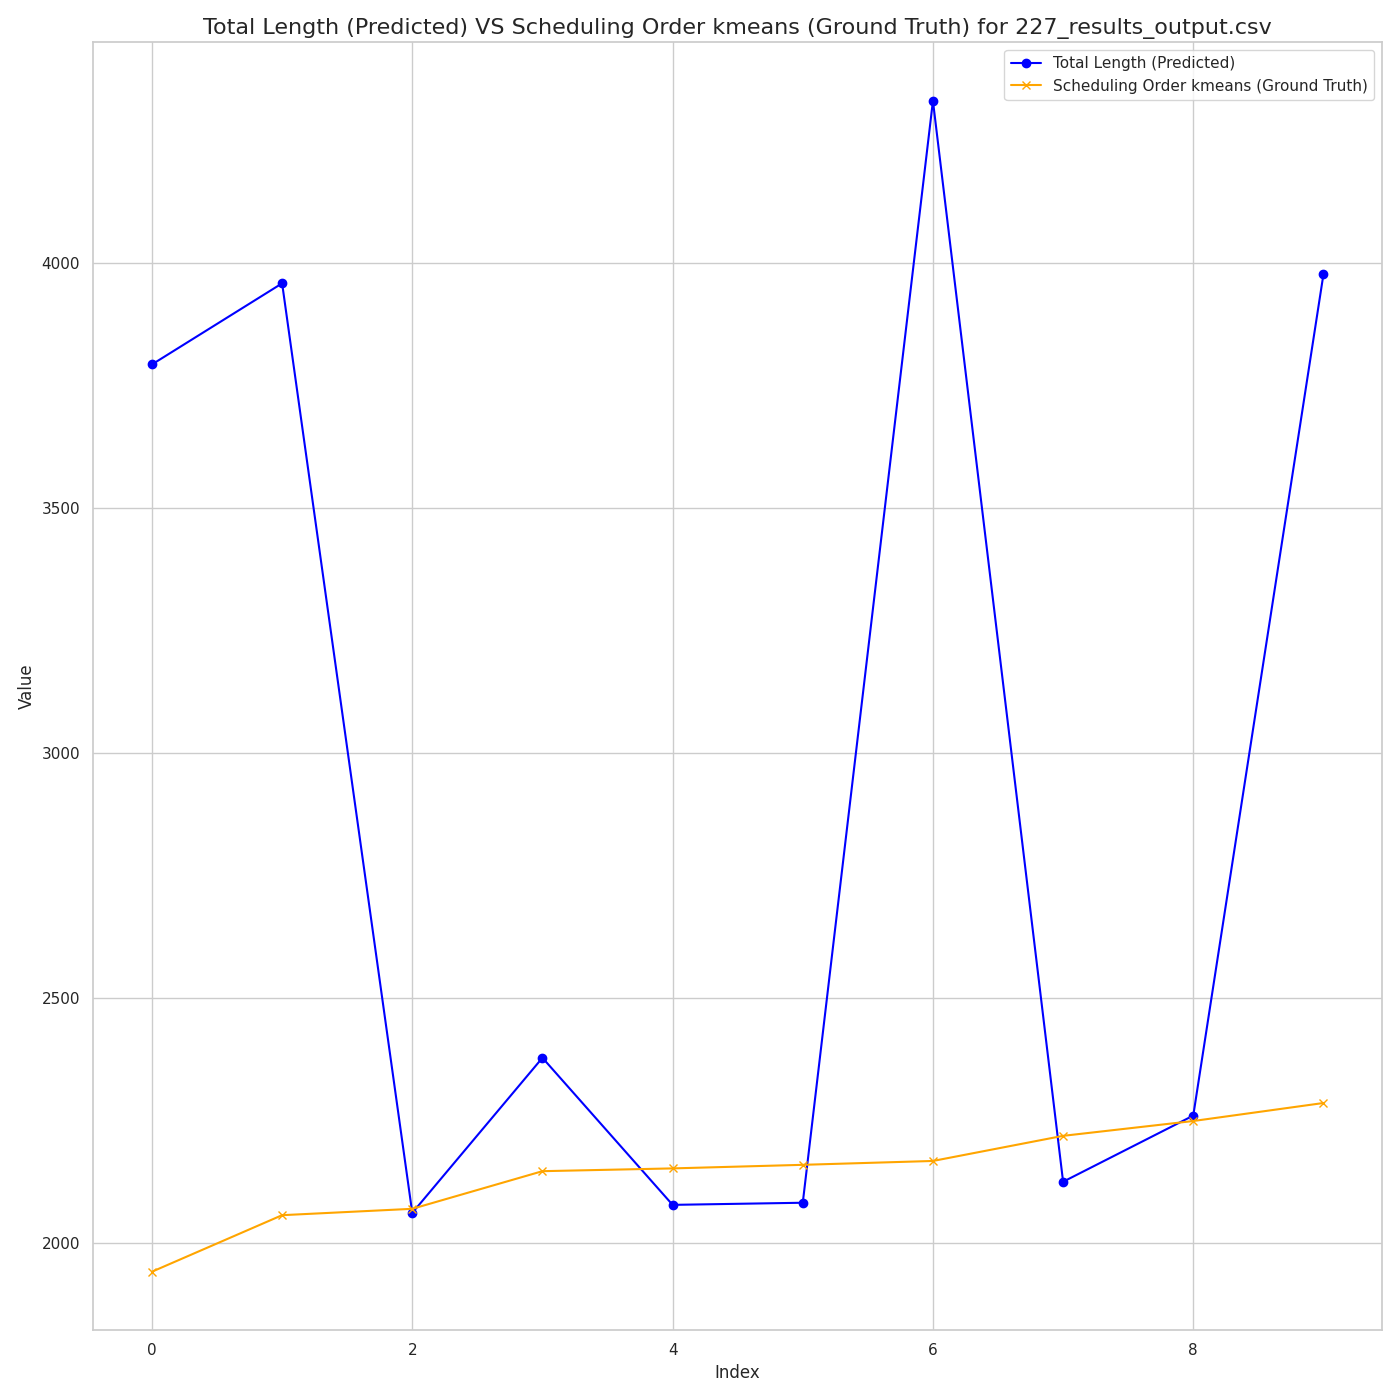 Total Length (Predicted) VS Scheduling Order kmeans (Ground Truth) for 227_results_output.csv
Total Length (Predicted)
Scheduling Order kmeans (Ground Truth)
4000
3500
3000
2500
2000
Value
0 2 4 6 8
Index